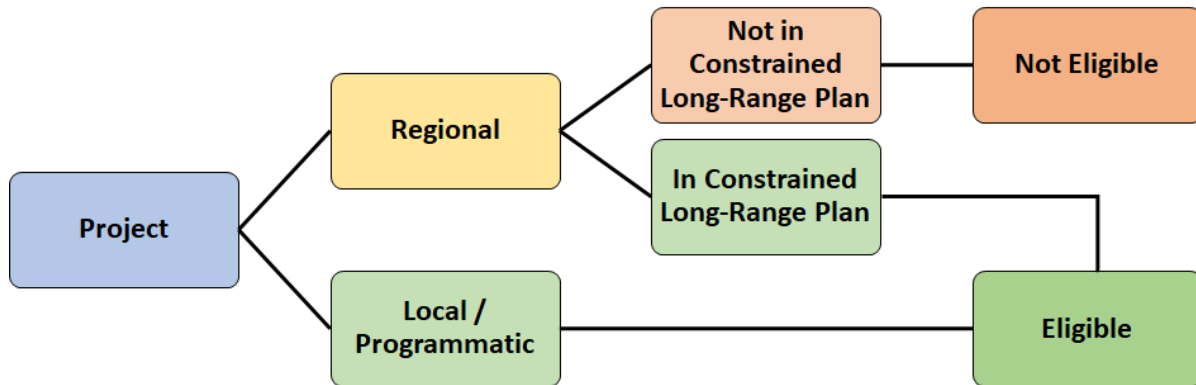 Not in
Constrained
Long-Range Plan
Not Eligible
Regional
In Constrained
Long-Range Plan
Project
Local /
Programmatic
Eligible